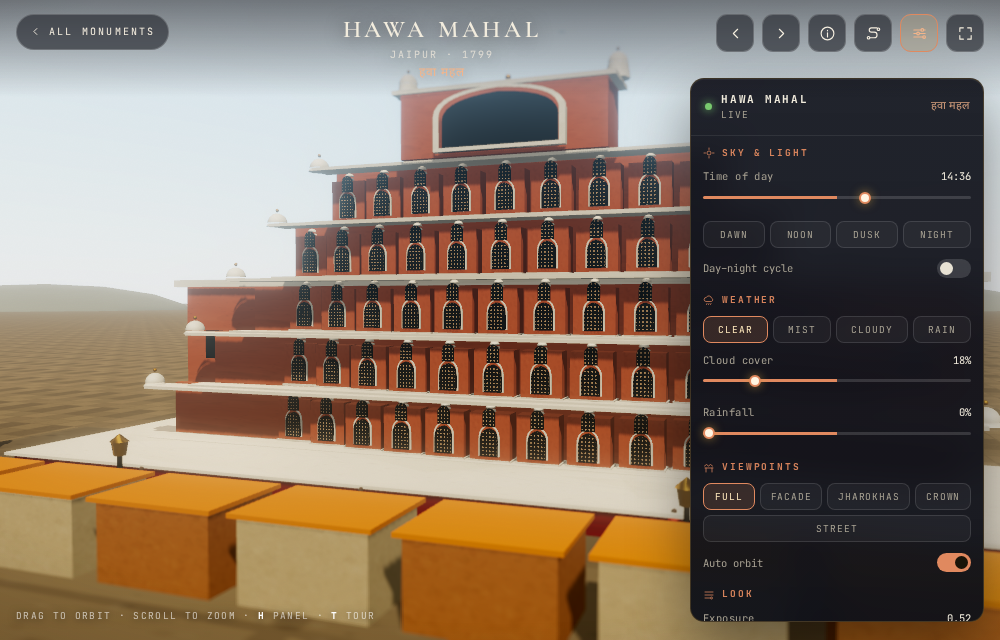 ALL MONUMENTS
HAWA MAHAL
JAIPUR · 1799
हवा महल
HAWA MAHAL
LIVE
हवा महल
SKY & LIGHT
Time of day 14:36
DAWN NOON DUSK NIGHT
Day-night cycle
WEATHER
CLEAR MIST CLOUDY RAIN
Cloud cover 18%
Rainfall 0%
VIEWPOINTS
FULL FACADE JHAROKHAS CROWN
STREET
Auto orbit
LOOK
Exposure 0.52
DRAG TO ORBIT · SCROLL TO ZOOM · H PANEL · T TOUR